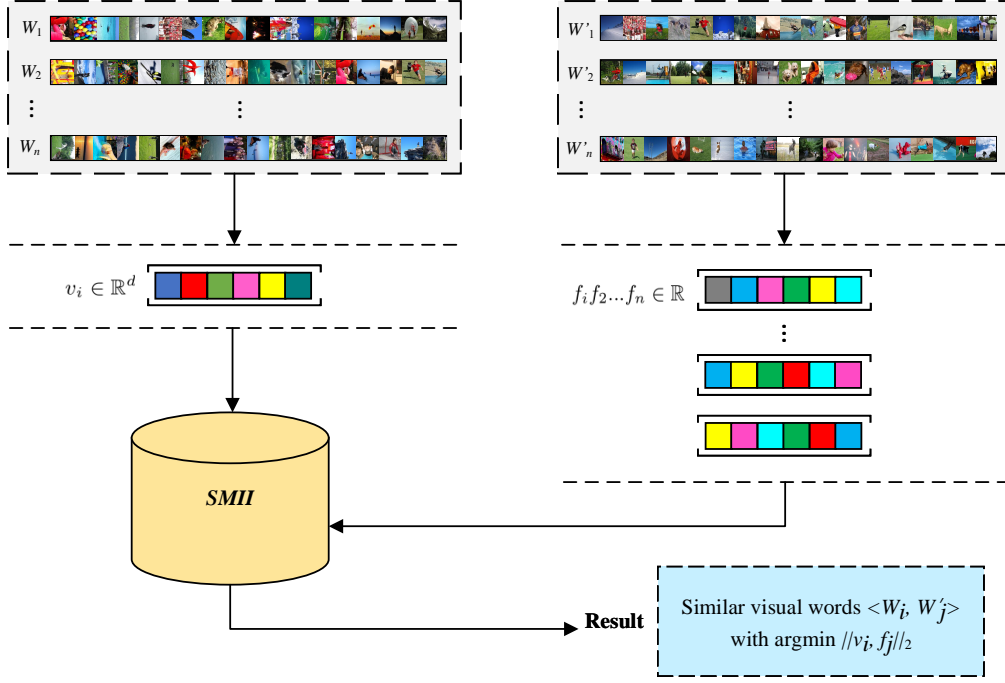 W₁
W₂
⋮ ⋮
Wₙ
W'₁
W'₂
⋮ ⋮
W'ₙ
vᵢ ∈ ℝᵈ
fᵢf₂...fₙ ∈ ℝ
⋮
SMII
Result
Similar visual words <Wᵢ, W'ⱼ>
with argmin //vᵢ, fⱼ//₂